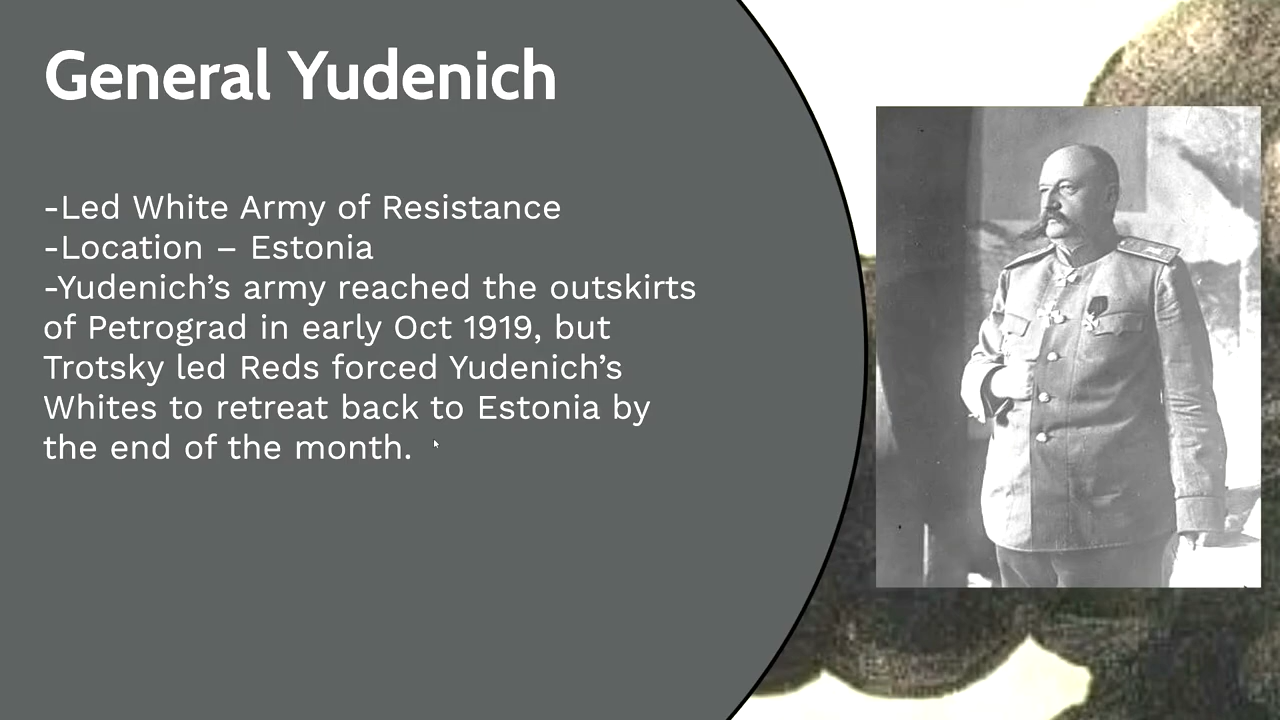 General Yudenich
-Led White Army of Resistance
-Location – Estonia
-Yudenich’s army reached the outskirts
of Petrograd in early Oct 1919, but
Trotsky led Reds forced Yudenich’s
Whites to retreat back to Estonia by
the end of the month.